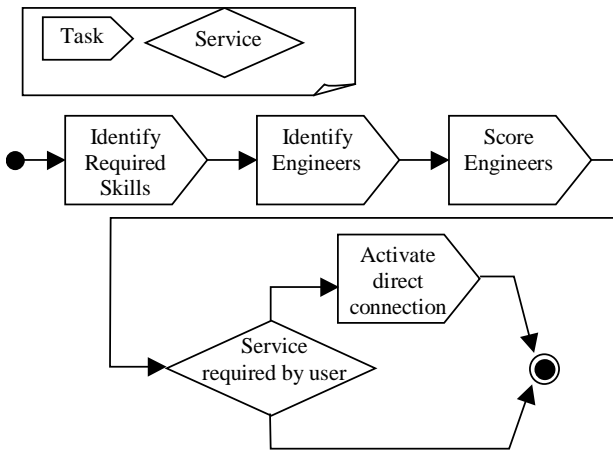 Task
Service
Identify
Required
Skills
Identify
Engineers
Score
Engineers
Activate
direct
connection
Service
required by user